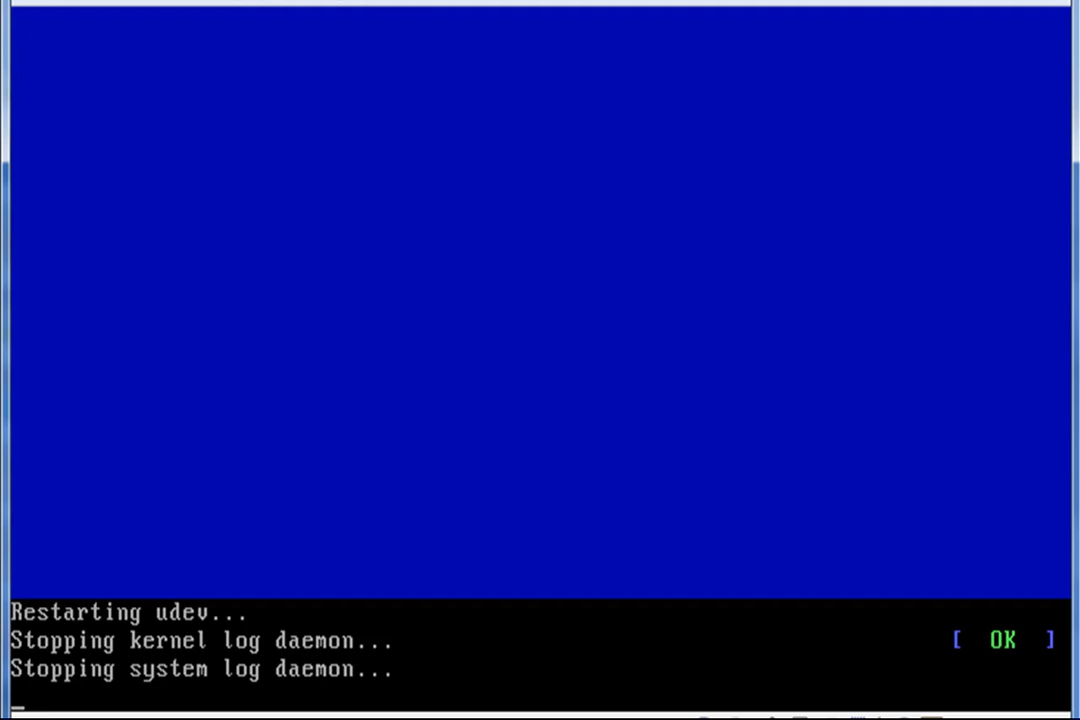 Restarting udev...
Stopping kernel log daemon... [ OK ]
Stopping system log daemon...